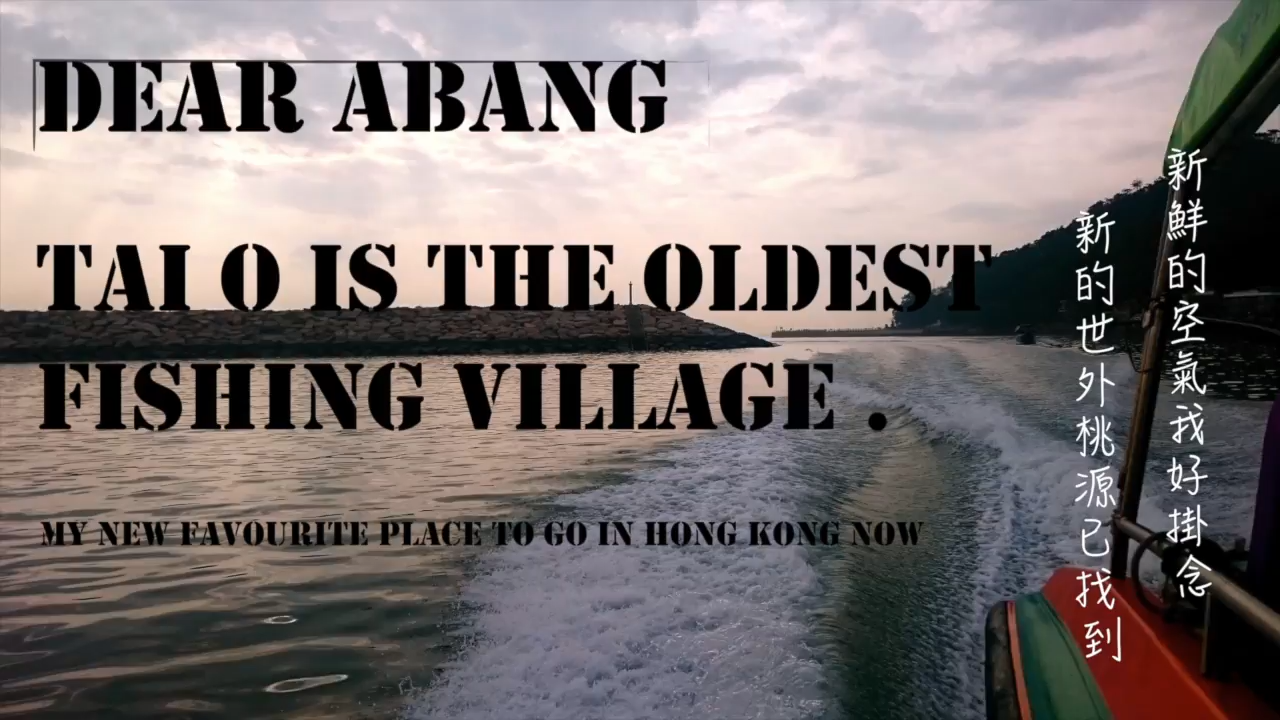 DEAR ABANG
TAI O IS THE OLDEST
FISHING VILLAGE .
MY NEW FAVOURITE PLACE TO GO IN HONG KONG NOW
新鮮的空氣我好掛念
新的世外桃源已找到